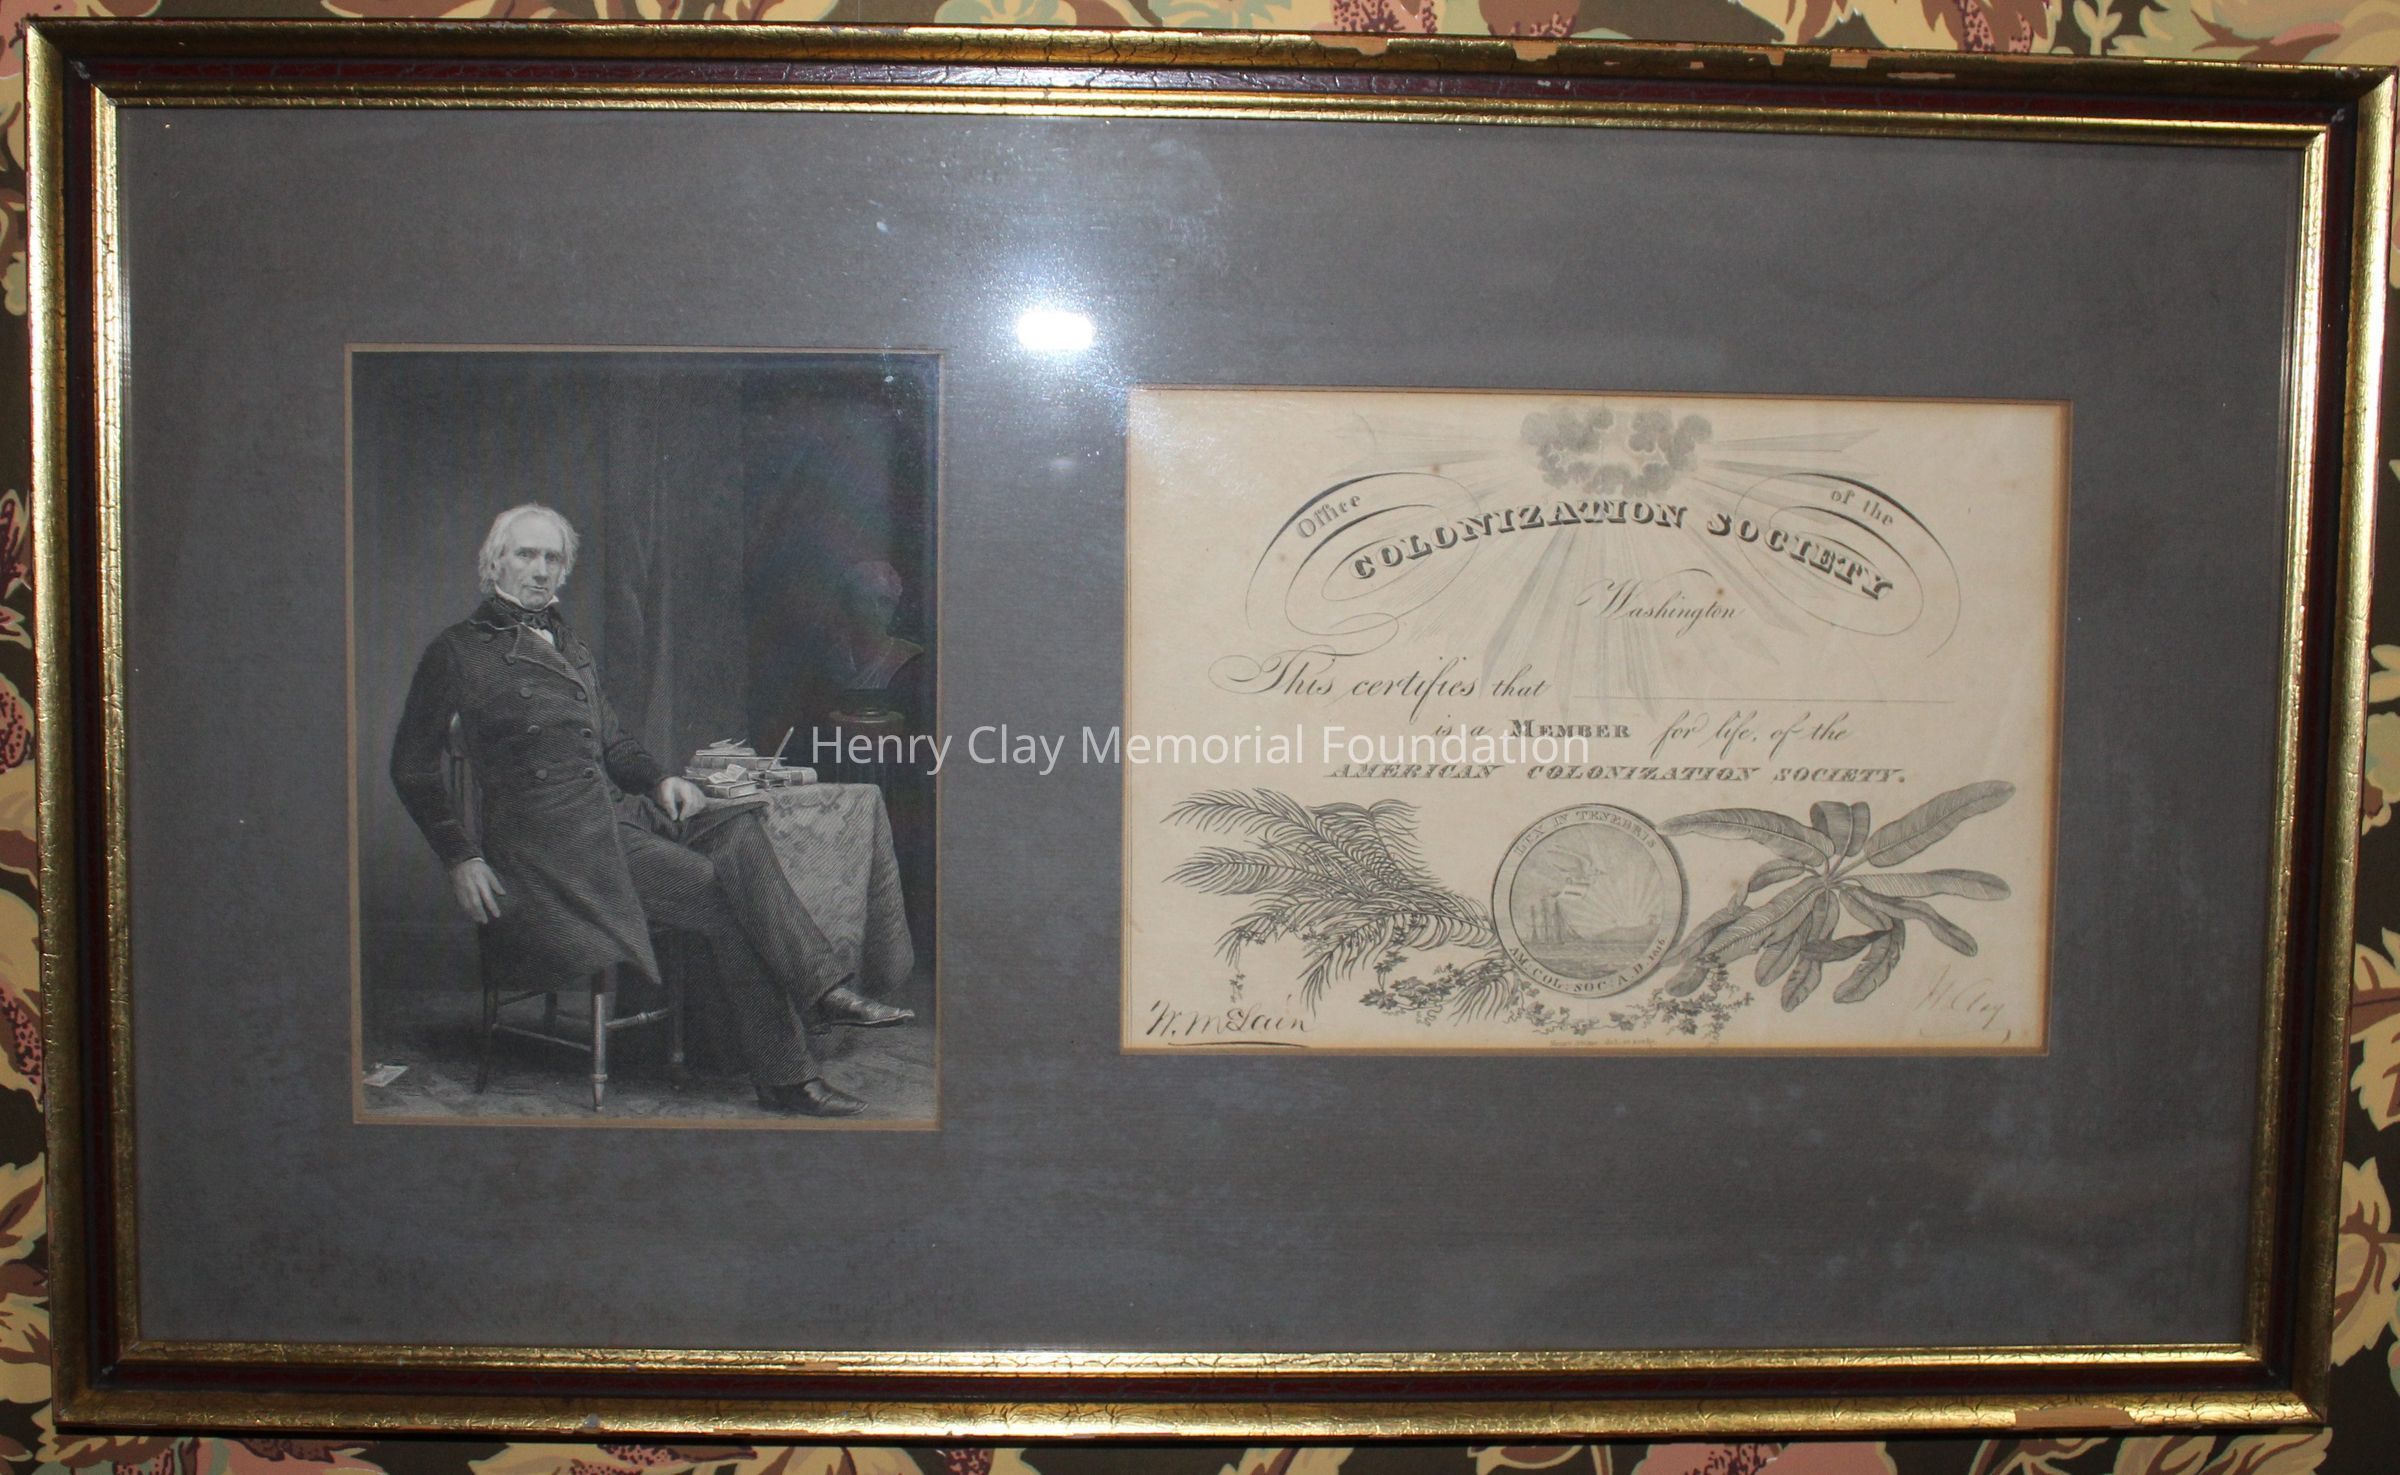 Office of the
COLONIZATION SOCIETY
Washington
This certifies that
is a MEMBER for life, of the
AMERICAN COLONIZATION SOCIETY.
LUX IN TENEBRIS
AM. COL. SOC. A.D. 1816
W. McLain
H Clay
Henry Clay Memorial Foundation